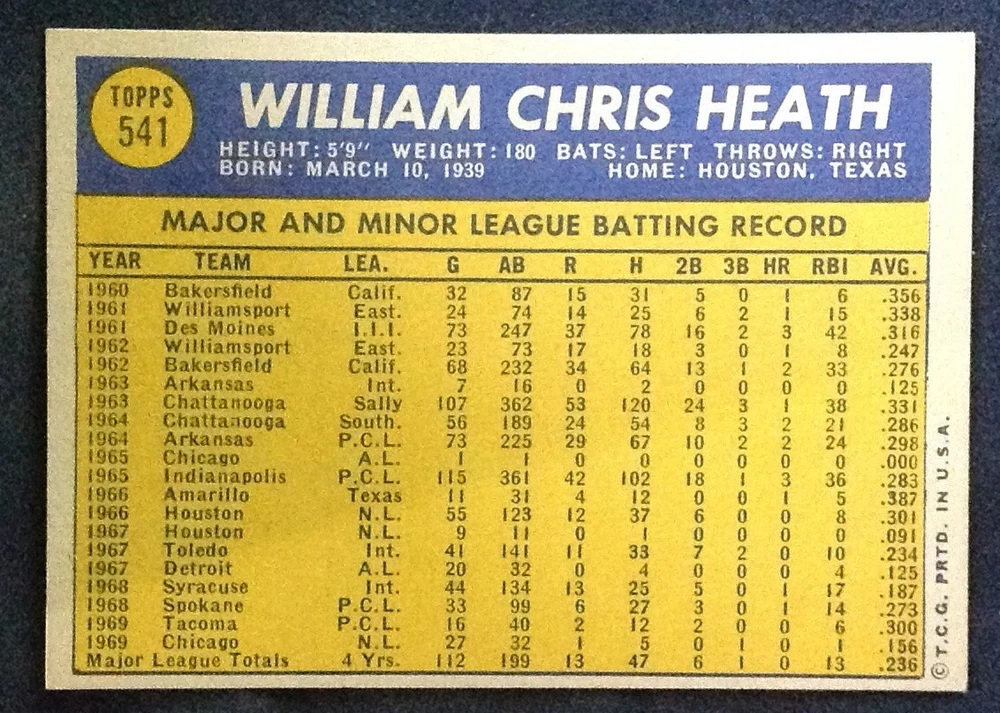 TOPPS
541
WILLIAM CHRIS HEATH
HEIGHT: 5'9" WEIGHT: 180 BATS: LEFT THROWS: RIGHT
BORN: MARCH 10, 1939 HOME: HOUSTON, TEXAS
MAJOR AND MINOR LEAGUE BATTING RECORD
YEAR TEAM LEA. G AB R H 2B 3B HR RBI AVG.
1960 Bakersfield Calif. 32 87 15 31 5 0 1 6 .356
1961 Williamsport East. 24 74 14 25 6 2 1 15 .338
1961 Des Moines I.I.I. 73 247 37 78 16 2 3 42 .316
1962 Williamsport East. 23 73 17 18 3 0 1 8 .247
1962 Bakersfield Calif. 68 232 34 64 13 1 2 33 .276
1963 Arkansas Int. 7 16 0 2 0 0 0 0 .125
1963 Chattanooga Sally 107 362 53 120 24 3 1 38 .331
1964 Chattanooga South. 56 189 24 54 8 3 2 21 .286
1964 Arkansas P.C.L. 73 225 29 67 10 2 2 24 .298
1965 Chicago A.L. 1 1 0 0 0 0 0 0 .000
1965 Indianapolis P.C.L. 115 361 42 102 18 1 3 36 .283
1966 Amarillo Texas 11 31 4 12 0 0 1 5 .387
1966 Houston N.L. 55 123 12 37 6 0 0 8 .301
1967 Houston N.L. 9 11 0 1 0 0 0 0 .091
1967 Toledo Int. 41 141 11 33 7 2 0 10 .234
1967 Detroit A.L. 20 32 0 4 0 0 0 4 .125
1968 Syracuse Int. 44 134 13 25 5 0 1 17 .187
1968 Spokane P.C.L. 33 99 6 27 3 0 1 14 .273
1969 Tacoma P.C.L. 16 40 2 12 2 0 0 6 .300
1969 Chicago N.L. 27 32 1 5 0 1 0 1 .156
Major League Totals 4 Yrs. 112 199 13 47 6 1 0 13 .236
© T.C.G. PRTD. IN U.S.A.